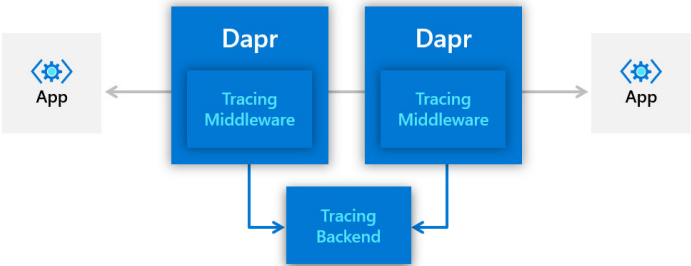 Dapr
Tracing
Middleware
Dapr
Tracing
Middleware
App
App
Tracing
Backend